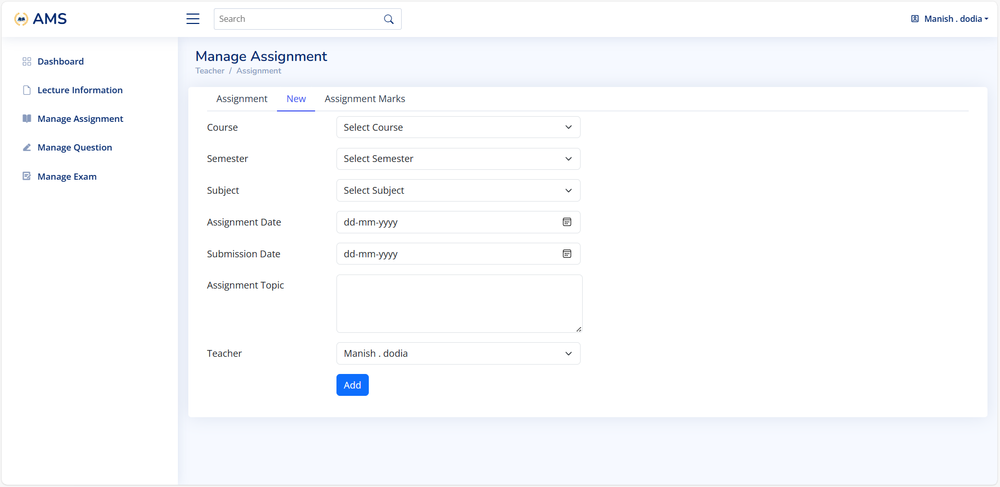 AMS
Search
Manish . dodia
Dashboard
Lecture Information
Manage Assignment
Manage Question
Manage Exam
Manage Assignment
Teacher / Assignment
Assignment New Assignment Marks
Course Select Course
Semester Select Semester
Subject Select Subject
Assignment Date dd-mm-yyyy
Submission Date dd-mm-yyyy
Assignment Topic
Teacher Manish . dodia
Add